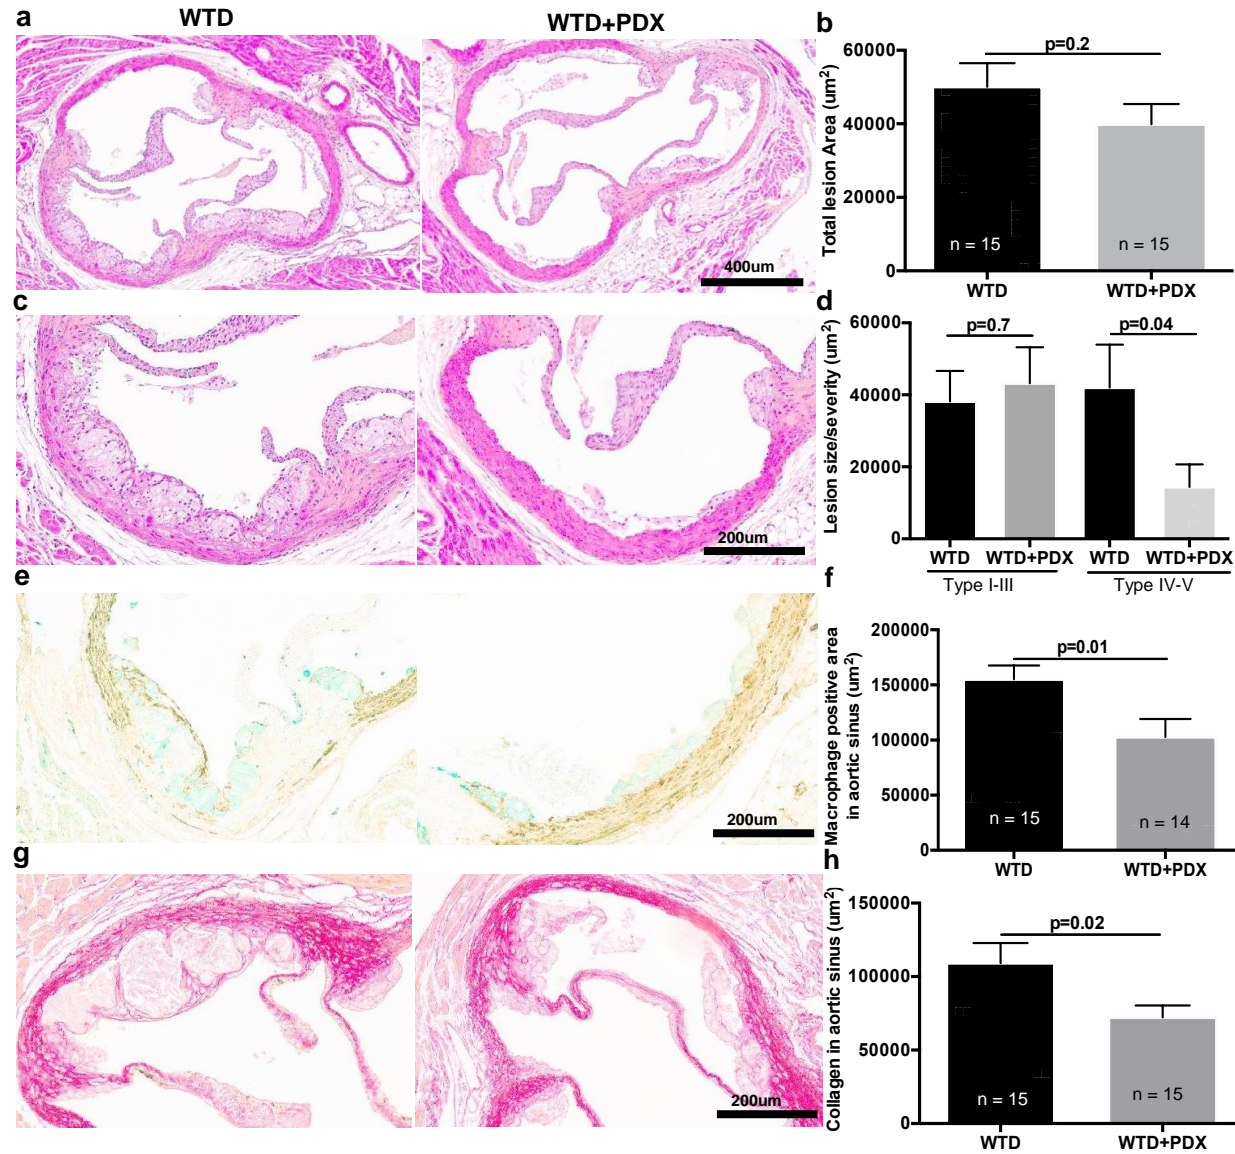 a
WTD
WTD+PDX
400um
b
Total lesion Area (um²)
60000
40000
20000
0
p=0.2
n = 15
n = 15
WTD
WTD+PDX
c
200um
d
Lesion size/severity (um²)
60000
40000
20000
0
p=0.7
p=0.04
WTD
WTD+PDX
WTD
WTD+PDX
Type I-III
Type IV-V
e
200um
f
Macrophage positive area
in aortic sinus (um²)
200000
150000
100000
50000
0
p=0.01
n = 15
n = 14
WTD
WTD+PDX
g
200um
h
Collagen in aortic sinus (um²)
150000
100000
50000
0
p=0.02
n = 15
n = 15
WTD
WTD+PDX